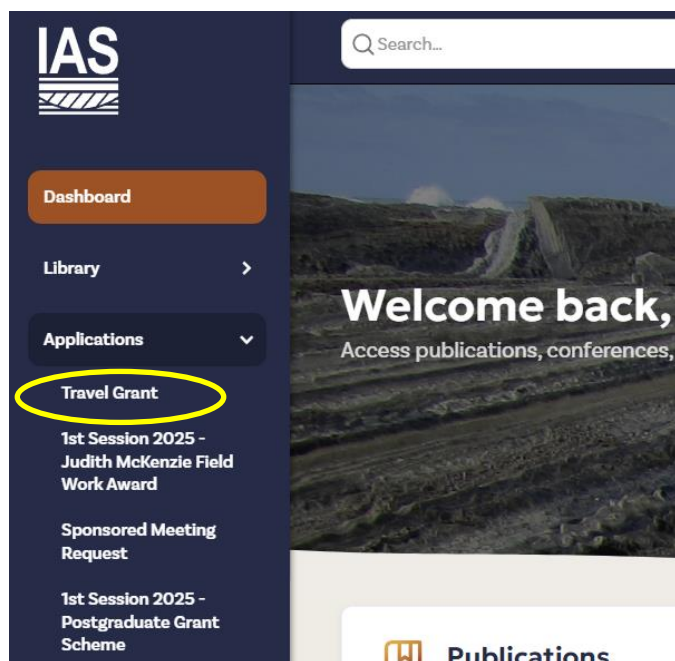 IAS
Search...
Dashboard
Library
Applications
Travel Grant
1st Session 2025 -
Judith McKenzie Field
Work Award
Sponsored Meeting
Request
1st Session 2025 -
Postgraduate Grant
Scheme
Welcome back,
Access publications, conferences,
Publications